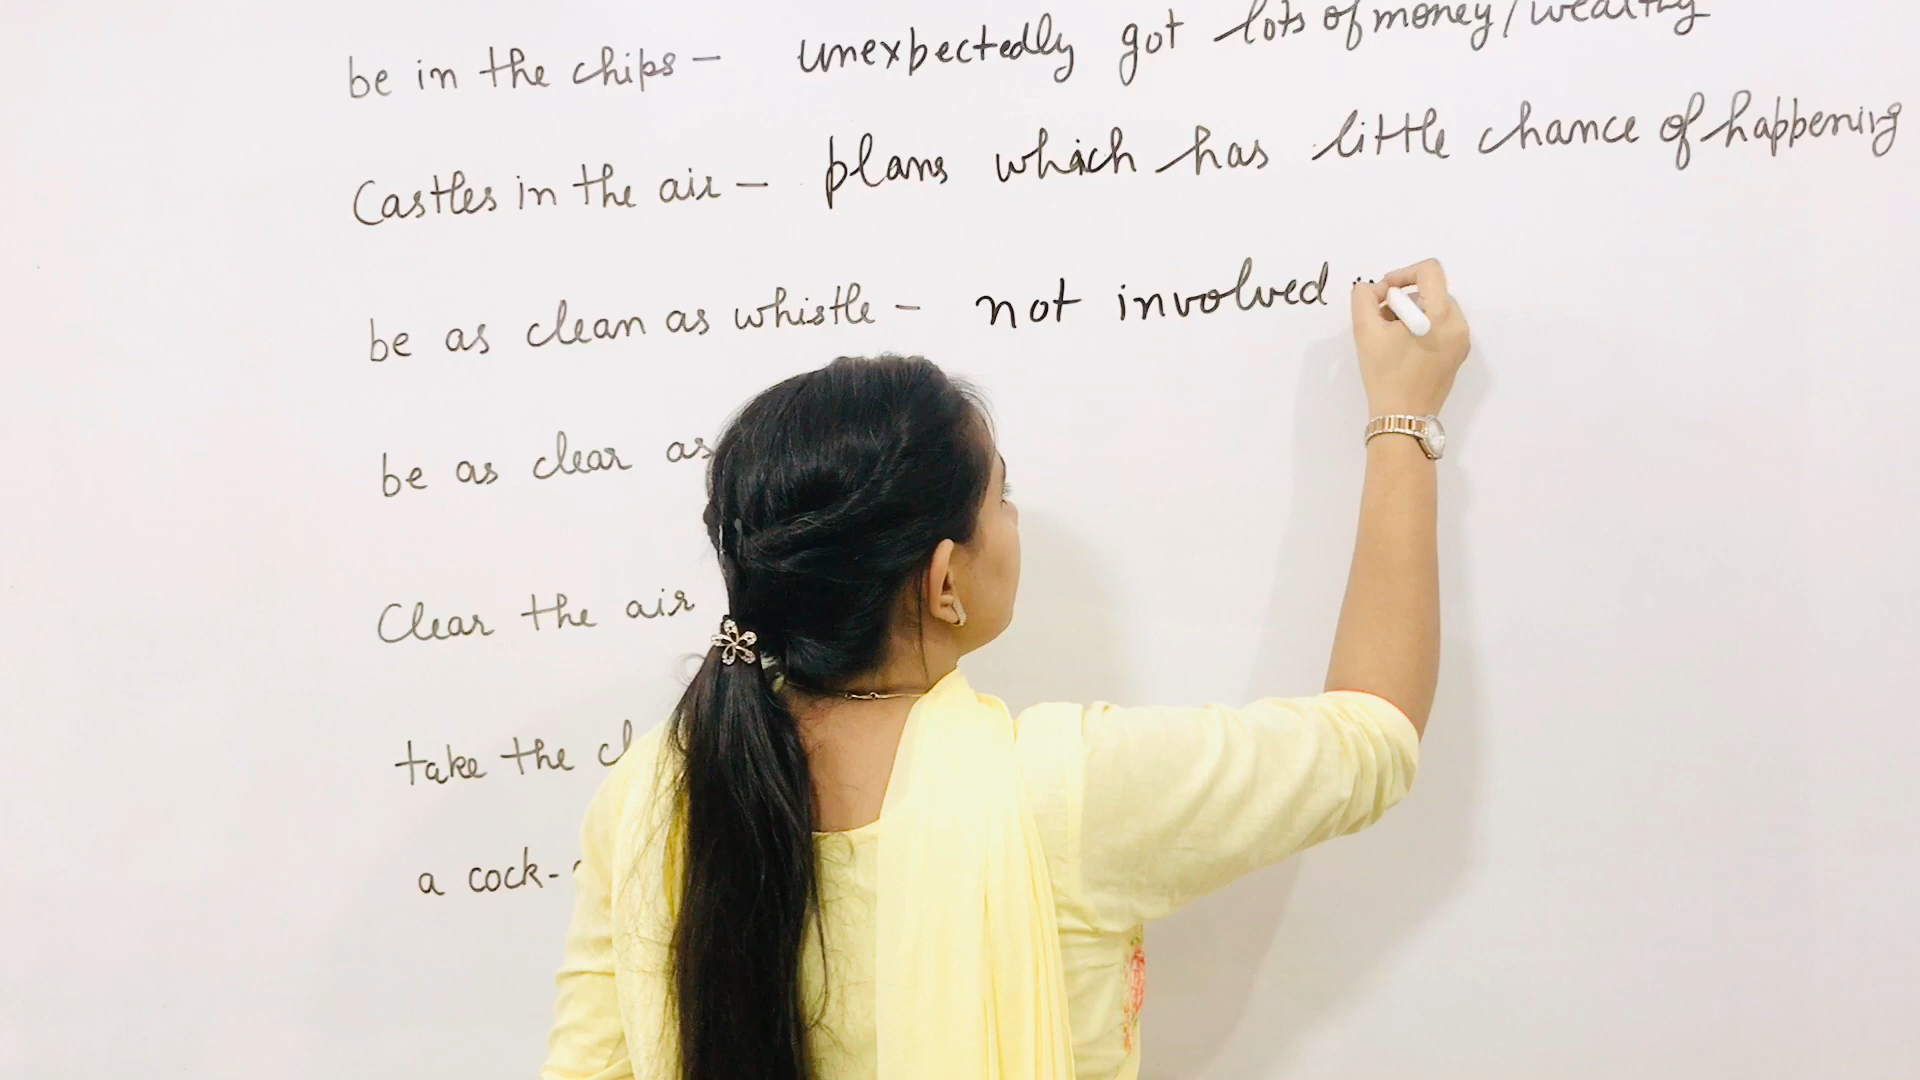 be in the chips - unexpectedly got lots of money/wealthy
Castles in the air - plans which has little chance of happening
be as clean as whistle - not involved
be as clear as
Clear the air
take the
a cock-